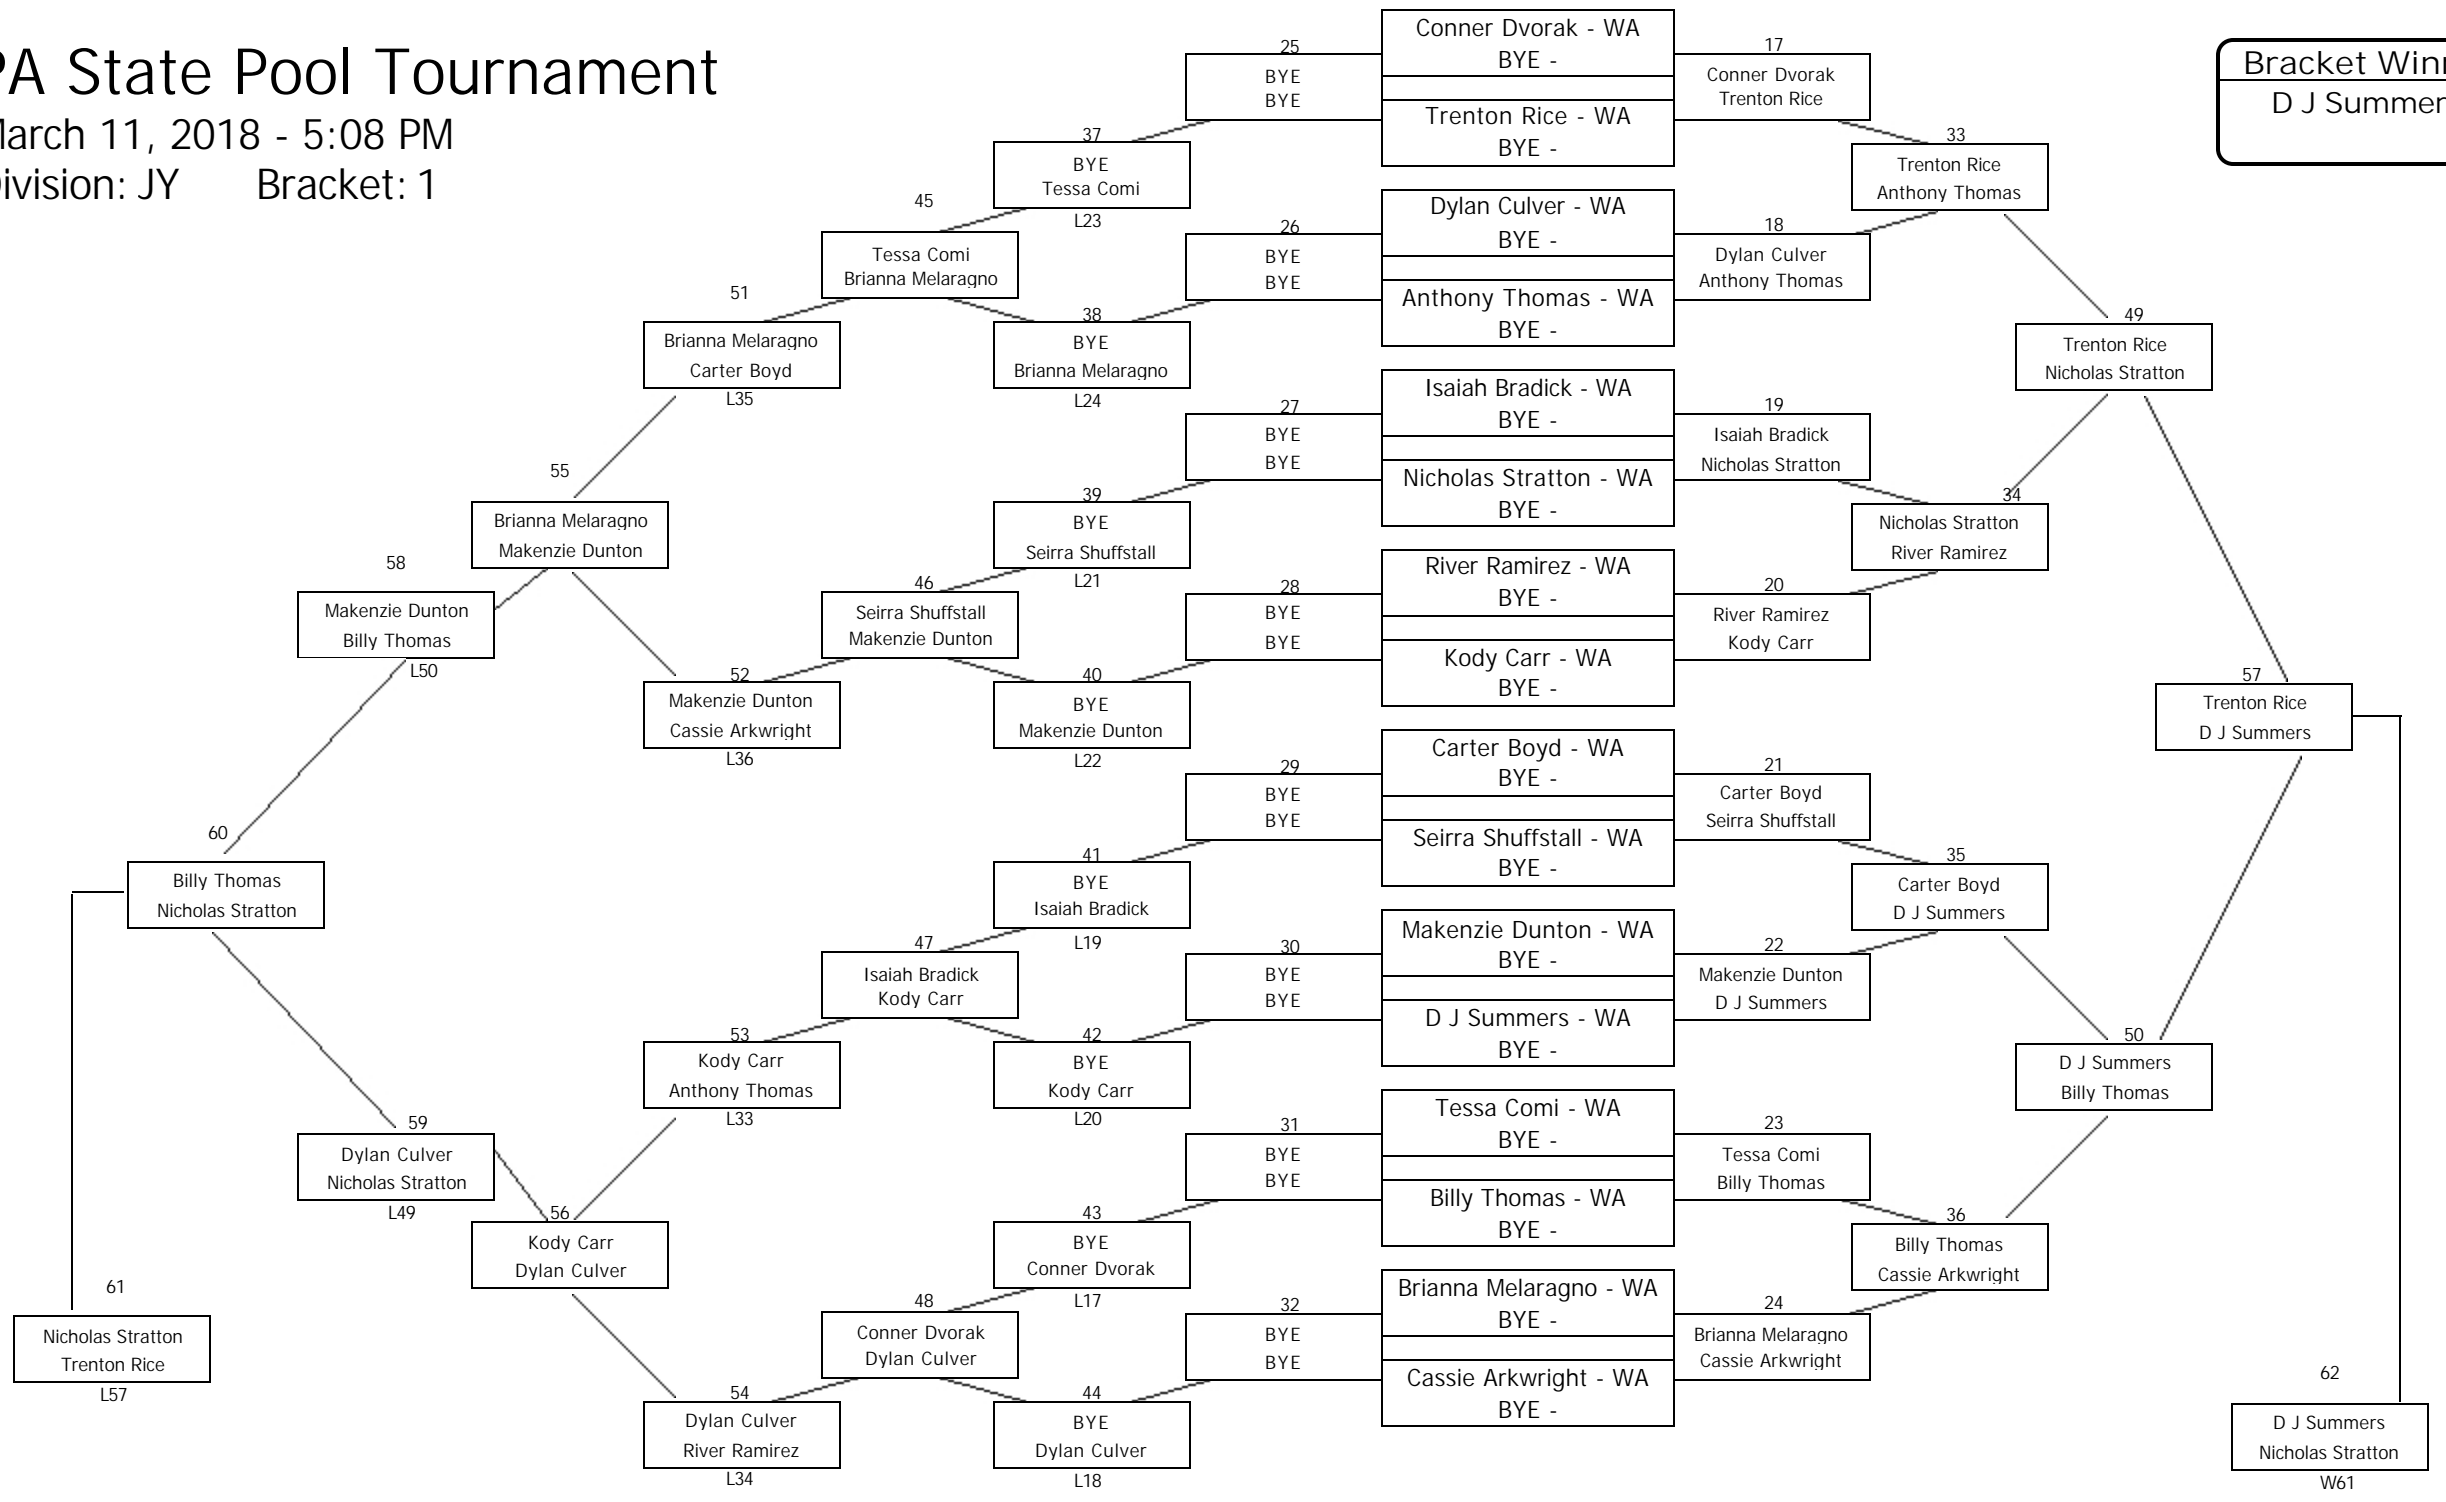 PA State Pool Tournament
March 11, 2018 - 5:08 PM
Division: JY Bracket: 1
Bracket Winn
D J Summer
Conner Dvorak - WA
BYE -
Trenton Rice - WA
BYE -
Dylan Culver - WA
BYE -
Anthony Thomas - WA
BYE -
Isaiah Bradick - WA
BYE -
Nicholas Stratton - WA
BYE -
River Ramirez - WA
BYE -
Kody Carr - WA
BYE -
Carter Boyd - WA
BYE -
Seirra Shuffstall - WA
BYE -
Makenzie Dunton - WA
BYE -
D J Summers - WA
BYE -
Tessa Comi - WA
BYE -
Billy Thomas - WA
BYE -
Brianna Melaragno - WA
BYE -
Cassie Arkwright - WA
BYE -
17
Conner Dvorak
Trenton Rice
18
Dylan Culver
Anthony Thomas
19
Isaiah Bradick
Nicholas Stratton
20
River Ramirez
Kody Carr
21
Carter Boyd
Seirra Shuffstall
22
Makenzie Dunton
D J Summers
23
Tessa Comi
Billy Thomas
24
Brianna Melaragno
Cassie Arkwright
33
Trenton Rice
Anthony Thomas
34
Nicholas Stratton
River Ramirez
35
Carter Boyd
D J Summers
36
Billy Thomas
Cassie Arkwright
49
Trenton Rice
Nicholas Stratton
50
D J Summers
Billy Thomas
57
Trenton Rice
D J Summers
62
D J Summers
Nicholas Stratton
W61
25
BYE
BYE
26
BYE
BYE
27
BYE
BYE
28
BYE
BYE
29
BYE
BYE
30
BYE
BYE
31
BYE
BYE
32
BYE
BYE
37
BYE
Tessa Comi
L23
38
BYE
Brianna Melaragno
L24
39
BYE
Seirra Shuffstall
L21
40
BYE
Makenzie Dunton
L22
41
BYE
Isaiah Bradick
L19
42
BYE
Kody Carr
L20
43
BYE
Conner Dvorak
L17
44
BYE
Dylan Culver
L18
45
Tessa Comi
Brianna Melaragno
46
Seirra Shuffstall
Makenzie Dunton
47
Isaiah Bradick
Kody Carr
48
Conner Dvorak
Dylan Culver
51
Brianna Melaragno
Carter Boyd
L35
52
Makenzie Dunton
Cassie Arkwright
L36
53
Kody Carr
Anthony Thomas
L33
54
Dylan Culver
River Ramirez
L34
55
Brianna Melaragno
Makenzie Dunton
56
Kody Carr
Dylan Culver
58
Makenzie Dunton
Billy Thomas
L50
59
Dylan Culver
Nicholas Stratton
L49
60
Billy Thomas
Nicholas Stratton
61
Nicholas Stratton
Trenton Rice
L57